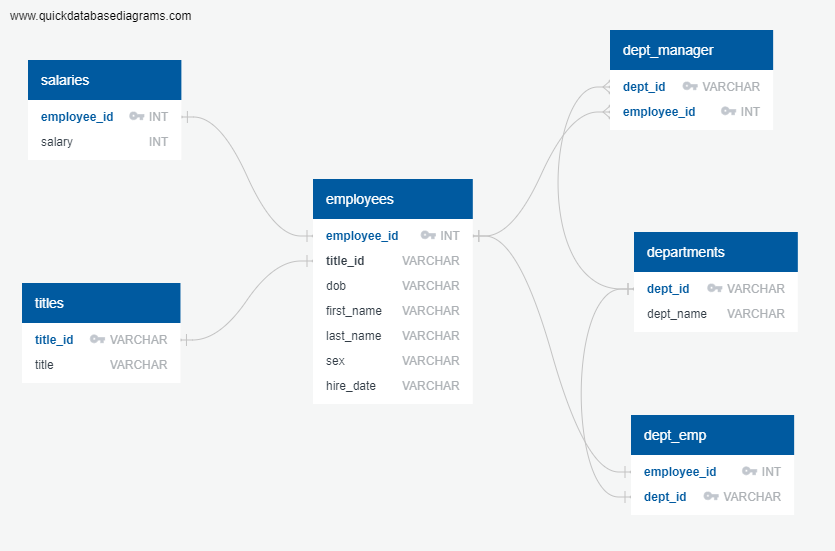 www.quickdatabasediagrams.com
salaries
employee_id INT
salary INT
titles
title_id VARCHAR
title VARCHAR
employees
employee_id INT
title_id VARCHAR
dob VARCHAR
first_name VARCHAR
last_name VARCHAR
sex VARCHAR
hire_date VARCHAR
dept_manager
dept_id VARCHAR
employee_id INT
departments
dept_id VARCHAR
dept_name VARCHAR
dept_emp
employee_id INT
dept_id VARCHAR